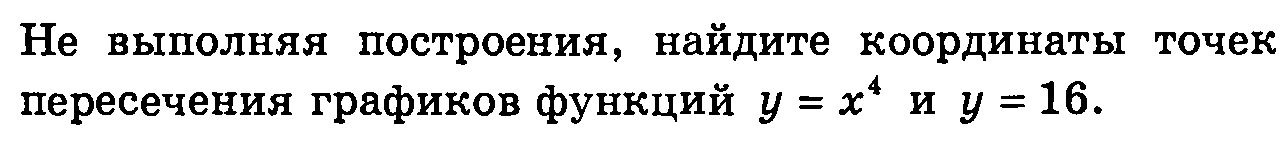 Не выполняя построения, найдите координаты точек
пересечения графиков функций y = x⁴ и y = 16.